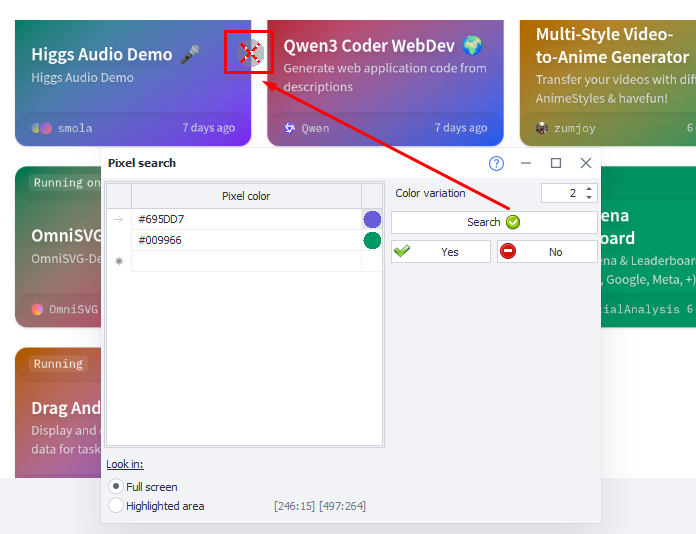 Higgs Audio Demo
Higgs Audio Demo
smola
7 days ago
Qwen3 Coder WebDev
Generate web application code from
descriptions
Qwen
7 days ago
Multi-Style Video-
to-Anime Generator
Transfer your videos with dif
AnimeStyles & havefun!
zumjoy
6
Running on
OmniSVG
OmniSVG-De
OmniSVG
ena
oard
ena & Leaderboar
, Google, Meta, +)
ialAnalysis
6
Running
Drag And
Display and
data for task
Pixel search
Pixel color
#695DD7
#009966
Color variation
2
Search
Yes
No
Look in:
Full screen
Highlighted area
[246:15] [497:264]